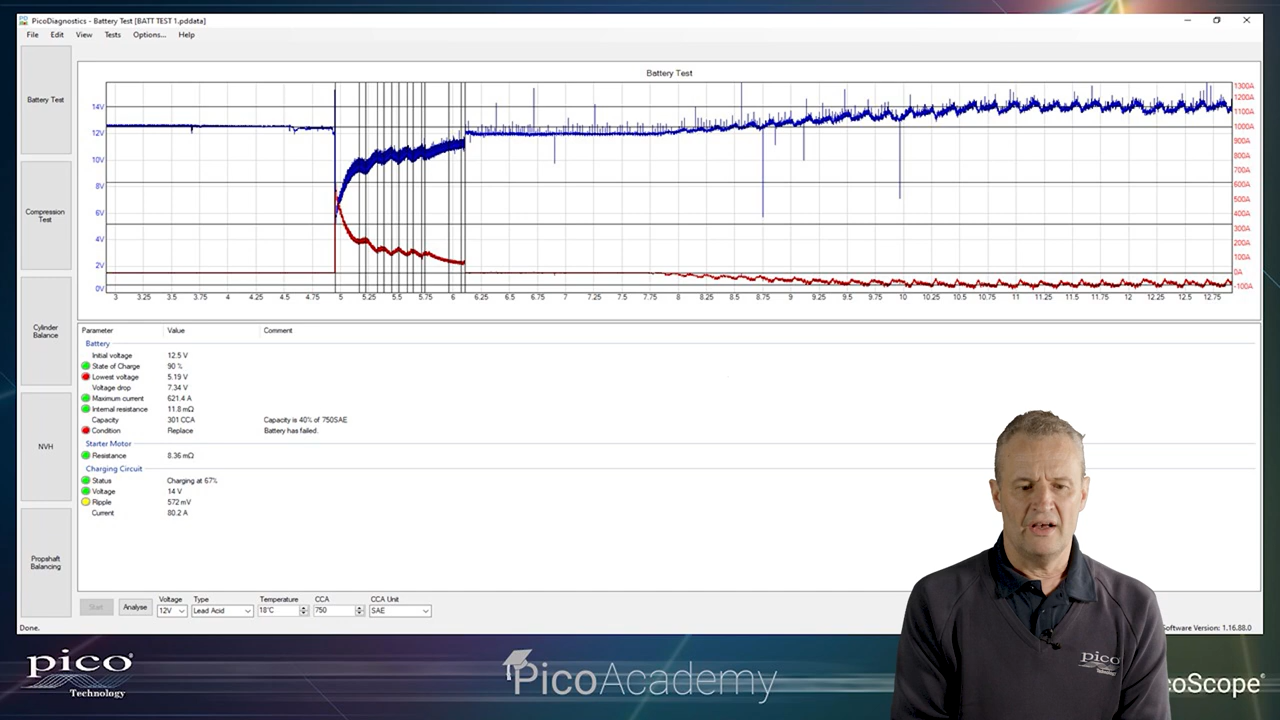 PicoDiagnostics - Battery Test [BATT TEST 1.pddata]
File Edit View Tests Options... Help
Battery Test
Compression
Test
Cylinder
Balance
NVH
Propshaft
Balancing
Battery Test
14V
12V
10V
8V
6V
4V
2V
0V
1300A
1200A
1100A
1000A
900A
800A
700A
600A
500A
400A
300A
200A
100A
0A
-100A
3 3.25 3.5 3.75 4 4.25 4.5 4.75 5 5.25 5.5 5.75 6 6.25 6.5 6.75 7 7.25 7.5 7.75 8 8.25 8.5 8.75 9 9.25 9.5 9.75 10 10.25 10.5 10.75 11 11.25 11.5 11.75 12 12.25 12.5 12.75
Parameter Value Comment
Battery
Initial voltage 12.5 V
State of Charge 90 %
Lowest voltage 5.19 V
Voltage drop 7.34 V
Maximum current 621.4 A
Internal resistance 11.8 mΩ
Capacity 301 CCA Capacity is 40% of 750SAE
Condition Replace Battery has failed.
Starter Motor
Resistance 8.36 mΩ
Charging Circuit
Status Charging at 67%
Voltage 14 V
Ripple 572 mV
Current 80.2 A
Start Analyse
Voltage Type Temperature CCA CCA Unit
12V Lead Acid 18°C 750 SAE
Done.
Software Version: 1.16.88.0
pico
Technology
PicoAcademy
pico
Technology
coScope®